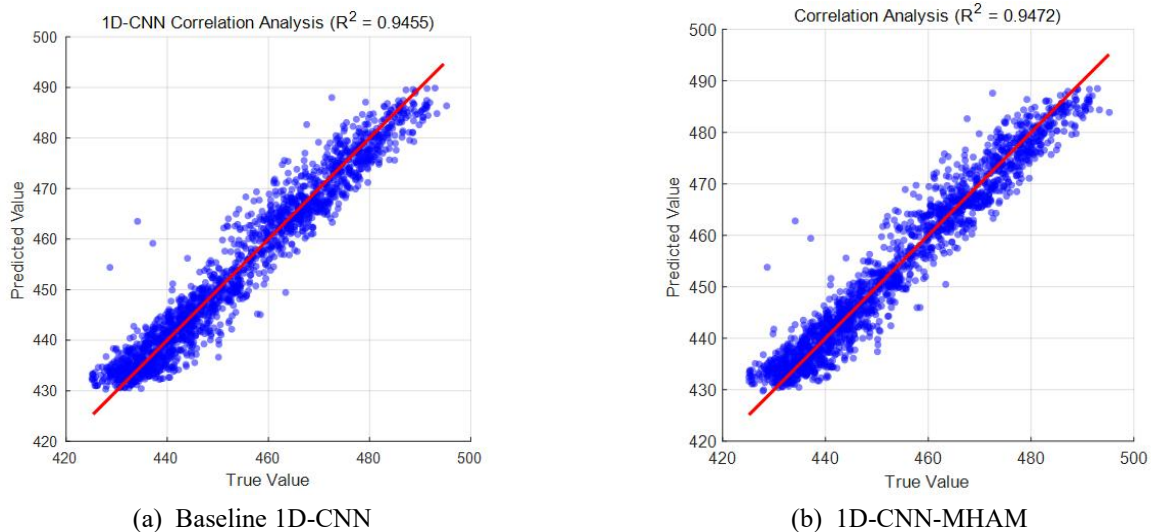 1D-CNN Correlation Analysis (R² = 0.9455)
500
490
480
470
460
450
440
430
420
Predicted Value
420 440 460 480 500
True Value
(a) Baseline 1D-CNN
Correlation Analysis (R² = 0.9472)
500
490
480
470
460
450
440
430
420
Predicted Value
420 440 460 480 500
True Value
(b) 1D-CNN-MHAM